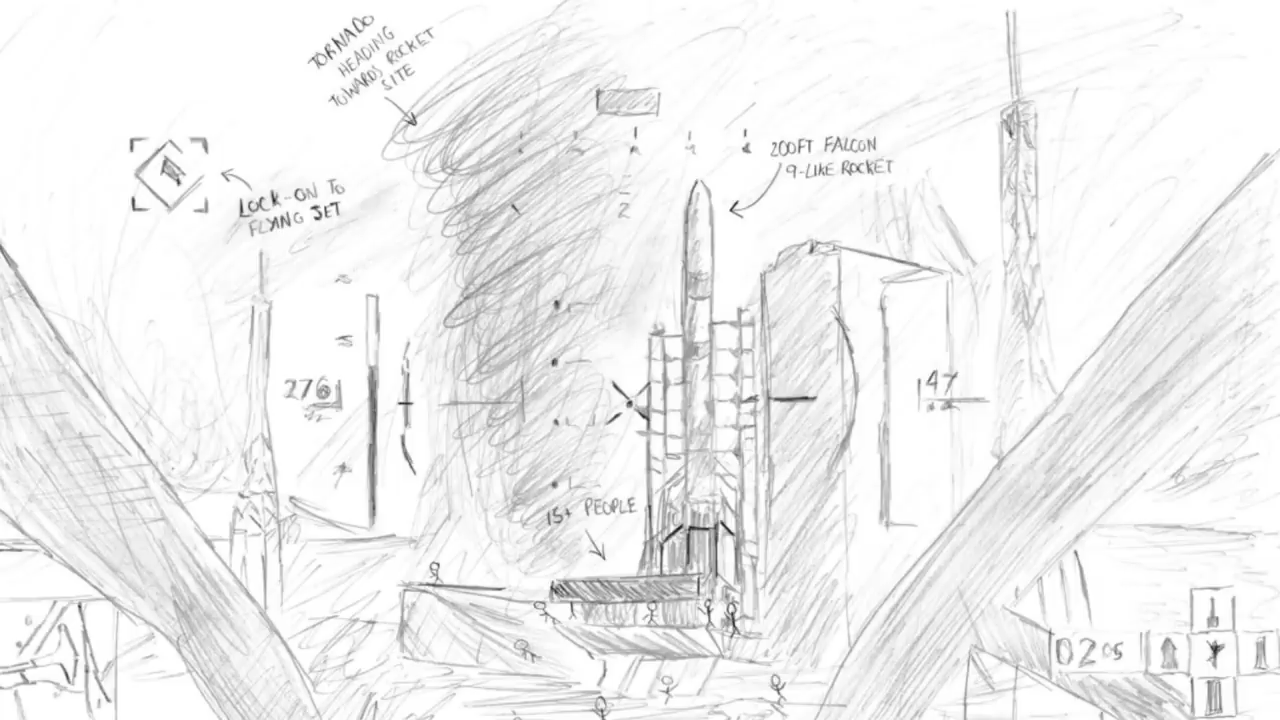 TORNADO
HEADING
TOWARDS ROCKET
SITE
200FT FALCON
9-LIKE ROCKET
LOCK-ON TO
FLYING JET
276
47
15+ PEOPLE
0205